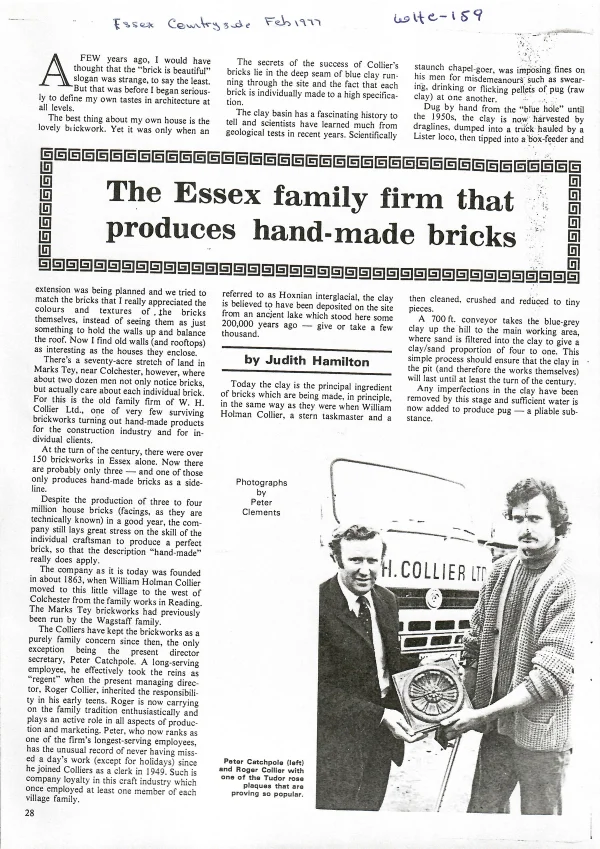 Essex Countryside Feb 1977
WHC-159
A FEW years ago, I would have
thought that the "brick is beautiful"
slogan was strange, to say the least.
But that was before I began serious-
ly to define my own tastes in architecture at
all levels.
The best thing about my own house is the
lovely brickwork. Yet it was only when an
The secrets of the success of Collier's
bricks lie in the deep seam of blue clay run-
ning through the site and the fact that each
brick is individually made to a high specifica-
tion.
The clay basin has a fascinating history to
tell and scientists have learned much from
geological tests in recent years. Scientifically
staunch chapel-goer, was imposing fines on
his men for misdemeanours such as swear-
ing, drinking or flicking pellets of pug (raw
clay) at one another.
Dug by hand from the "blue hole" until
the 1950s, the clay is now harvested by
draglines, dumped into a truck hauled by a
Lister loco, then tipped into a box-feeder and
The Essex family firm that
produces hand-made bricks
extension was being planned and we tried to
match the bricks that I really appreciated the
colours and textures of the bricks
themselves, instead of seeing them as just
something to hold the walls up and balance
the roof. Now I find old walls (and rooftops)
as interesting as the houses they enclose.
There's a seventy-acre stretch of land in
Marks Tey, near Colchester, however, where
about two dozen men not only notice bricks,
but actually care about each individual brick.
For this is the old family firm of W. H.
Collier Ltd., one of very few surviving
brickworks turning out hand-made products
for the construction industry and for in-
dividual clients.
At the turn of the century, there were over
150 brickworks in Essex alone. Now there
are probably only three — and one of those
only produces hand-made bricks as a side-
line.
Despite the production of three to four
million house bricks (facings, as they are
technically known) in a good year, the com-
pany still lays great stress on the skill of the
individual craftsman to produce a perfect
brick, so that the description "hand-made"
really does apply.
The company as it is today was founded
in about 1863, when William Holman Collier
moved to this little village to the west of
Colchester from the family works in Reading.
The Marks Tey brickworks had previously
been run by the Wagstaff family.
The Colliers have kept the brickworks as a
purely family concern since then, the only
exception being the present director
secretary, Peter Catchpole. A long-serving
employee, he effectively took the reins as
"regent" when the present managing direc-
tor, Roger Collier, inherited the responsibili-
ty in his early teens. Roger is now carrying
on the family tradition enthusiastically and
plays an active role in all aspects of produc-
tion and marketing. Peter, who now ranks as
one of the firm's longest-serving employees,
has the unusual record of never having miss-
ed a day's work (except for holidays) since
he joined Colliers as a clerk in 1949. Such is
company loyalty in this craft industry which
once employed at least one member of each
village family.
referred to as Hoxnian interglacial, the clay
is believed to have been deposited on the site
from an ancient lake which stood here some
200,000 years ago — give or take a few
thousand.
by Judith Hamilton
Today the clay is the principal ingredient
of bricks which are being made, in principle,
in the same way as they were when William
Holman Collier, a stern taskmaster and a
then cleaned, crushed and reduced to tiny
pieces.
A 700 ft. conveyor takes the blue-grey
clay up the hill to the main working area,
where sand is filtered into the clay to give a
clay/sand proportion of four to one. This
simple process should ensure that the clay in
the pit (and therefore the works themselves)
will last until at least the turn of the century.
Any imperfections in the clay have been
removed by this stage and sufficient water is
now added to produce pug — a pliable sub-
stance.
Photographs
by
Peter
Clements
H. COLLIER LTD
Peter Catchpole (left)
and Roger Collier with
one of the Tudor rose
plaques that are
proving so popular.
28